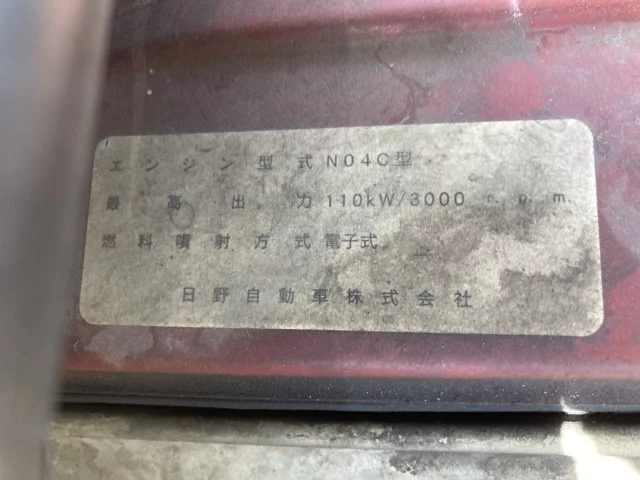 エンジン型式 N04C型
最高出力 110kW/3000 r.p.m.
燃料噴射方式 電子式
日野自動車株式会社